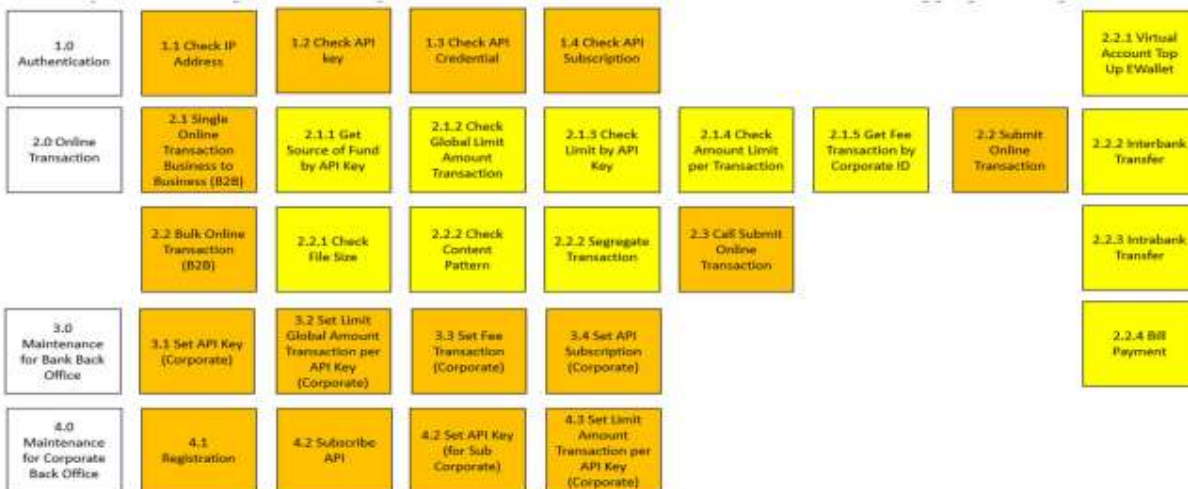 1.0
Authentication
1.1 Check IP
Address
1.2 Check API
key
1.3 Check API
Credential
1.4 Check API
Subscription
2.2.1 Virtual
Account Top
Up EWallet
2.0 Online
Transaction
2.1 Single
Online
Transaction
Business to
Business (B2B)
2.1.1 Get
Source of Fund
by API Key
2.1.2 Check
Global Limit
Amount
Transaction
2.1.3 Check
Limit by API
Key
2.1.4 Check
Amount Limit
per Transaction
2.1.5 Get Fee
Transaction by
Corporate ID
2.2 Submit
Online
Transaction
2.2.2 Interbank
Transfer
2.2 Bulk Online
Transaction
(B2B)
2.2.1 Check
File Size
2.2.2 Check
Content
Pattern
2.2.2 Segregate
Transaction
2.3 Call Submit
Online
Transaction
2.2.3 Intrabank
Transfer
3.0
Maintenance
for Bank Back
Office
3.1 Set API Key
(Corporate)
3.2 Set Limit
Global Amount
Transaction per
API Key
(Corporate)
3.3 Set Fee
Transaction
(Corporate)
3.4 Set API
Subscription
(Corporate)
2.2.4 Bill
Payment
4.0
Maintenance
for Corporate
Back Office
4.1
Registration
4.2 Subscribe
API
4.2 Set API Key
(for Sub
Corporate)
4.3 Set Limit
Amount
Transaction per
API Key
(Corporate)